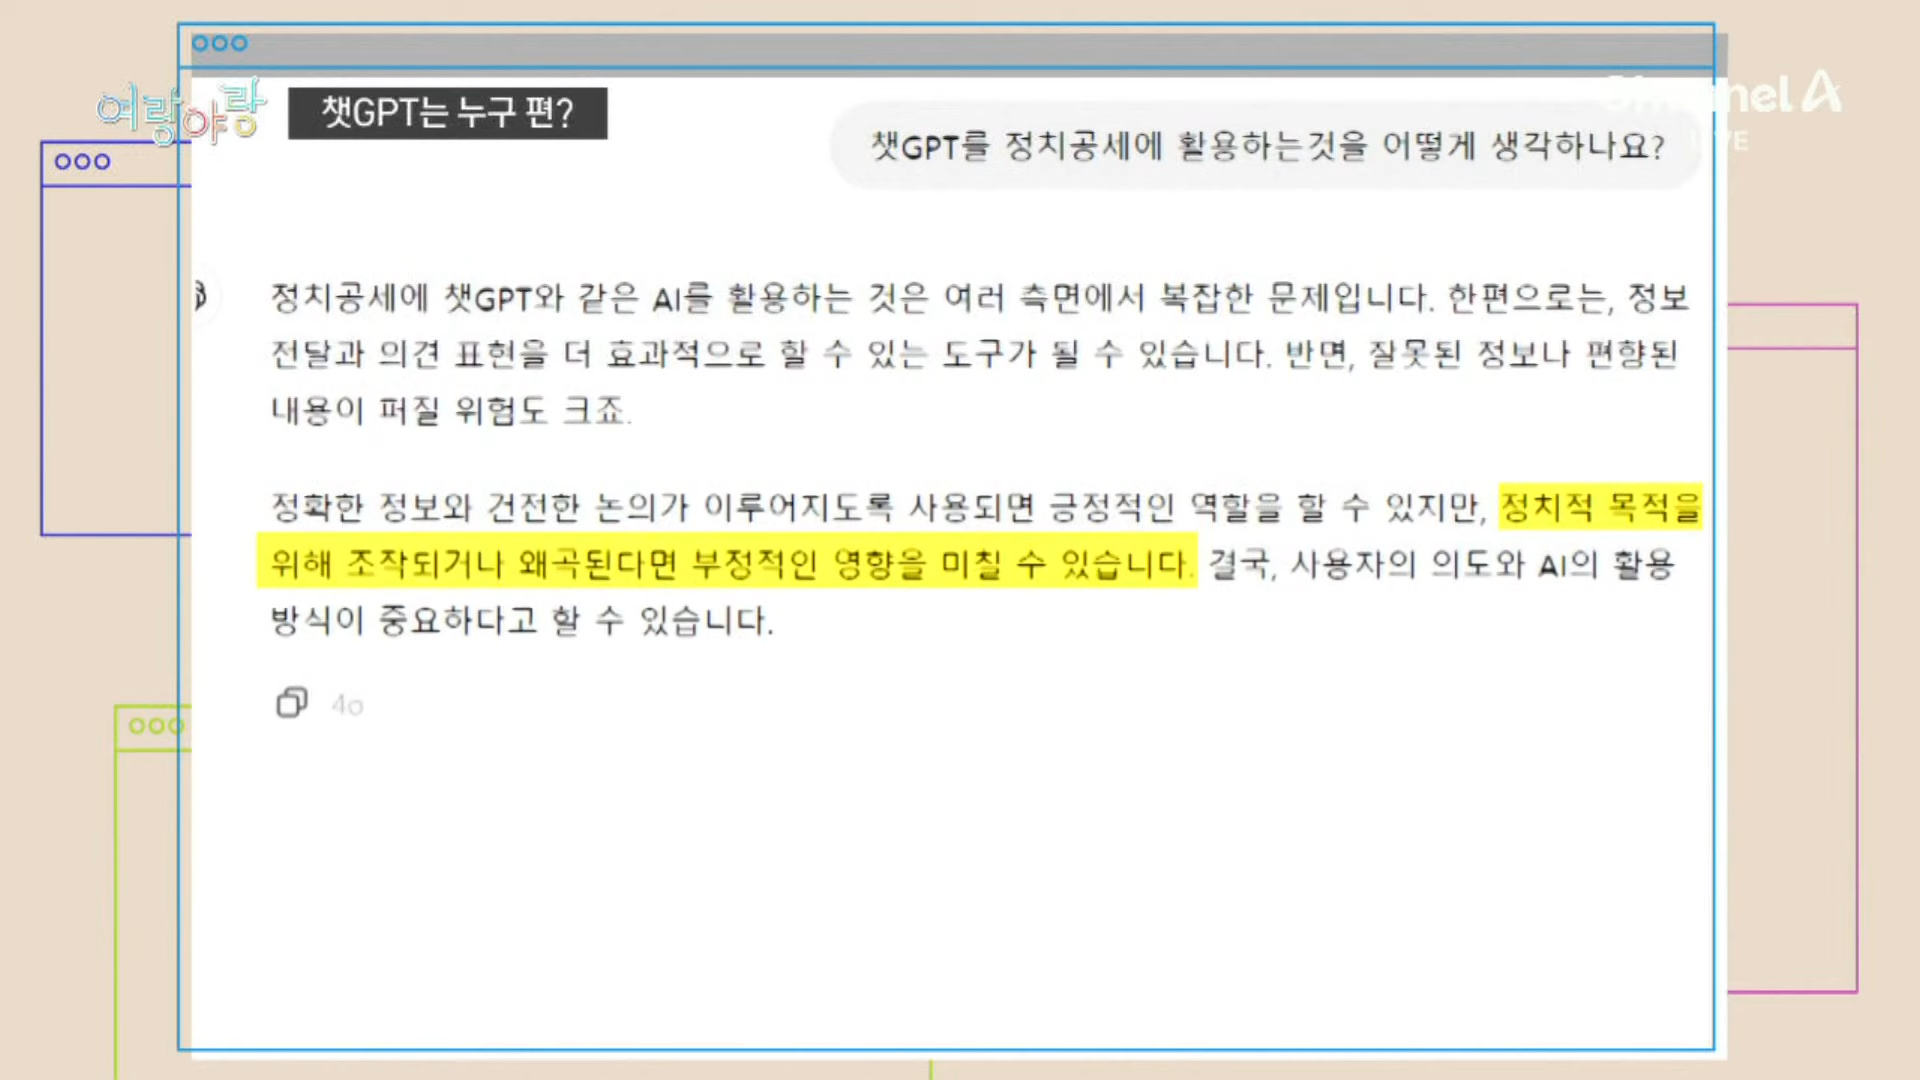 여랑야랑
챗GPT는 누구 편?
Channel A
LIVE
챗GPT를 정치공세에 활용하는것을 어떻게 생각하나요?
정치공세에 챗GPT와 같은 AI를 활용하는 것은 여러 측면에서 복잡한 문제입니다. 한편으로는, 정보
전달과 의견 표현을 더 효과적으로 할 수 있는 도구가 될 수 있습니다. 반면, 잘못된 정보나 편향된
내용이 퍼질 위험도 크죠.
정확한 정보와 건전한 논의가 이루어지도록 사용되면 긍정적인 역할을 할 수 있지만, 정치적 목적을
위해 조작되거나 왜곡된다면 부정적인 영향을 미칠 수 있습니다. 결국, 사용자의 의도와 AI의 활용
방식이 중요하다고 할 수 있습니다.
4o